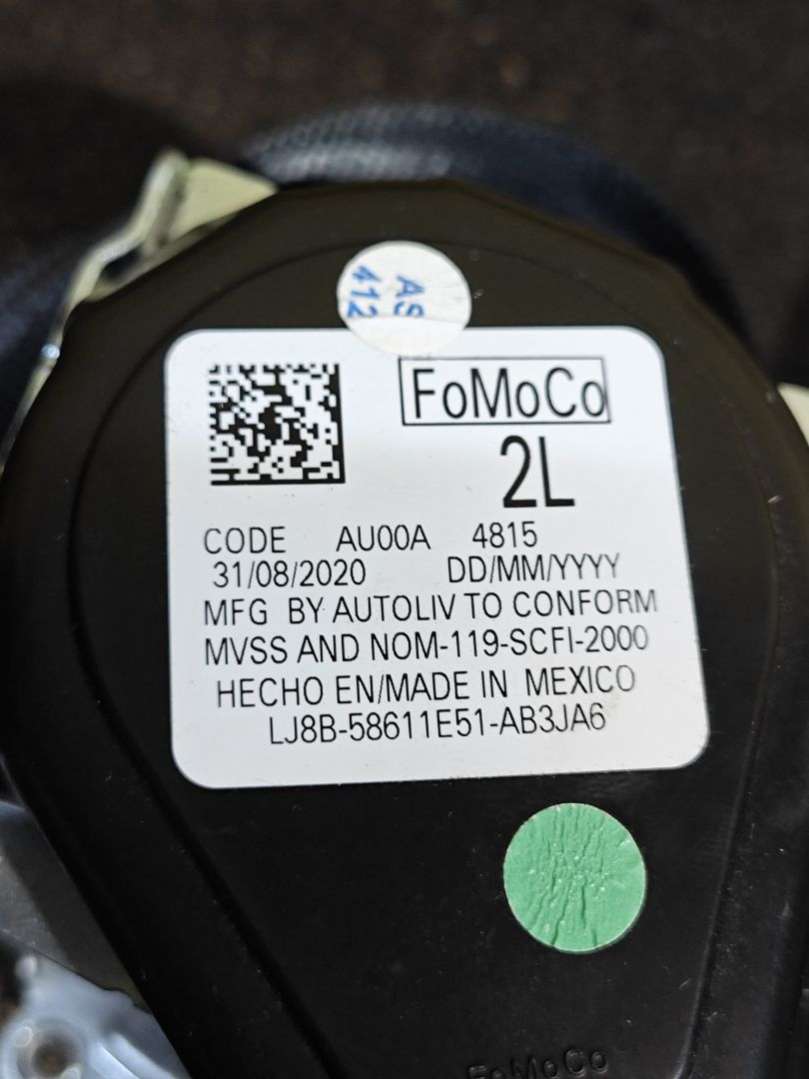 AS
412
FoMoCo
2L
CODE AU00A 4815
31/08/2020 DD/MM/YYYY
MFG BY AUTOLIV TO CONFORM
MVSS AND NOM-119-SCFI-2000
HECHO EN/MADE IN MEXICO
LJ8B-58611E51-AB3JA6
FoMoCo